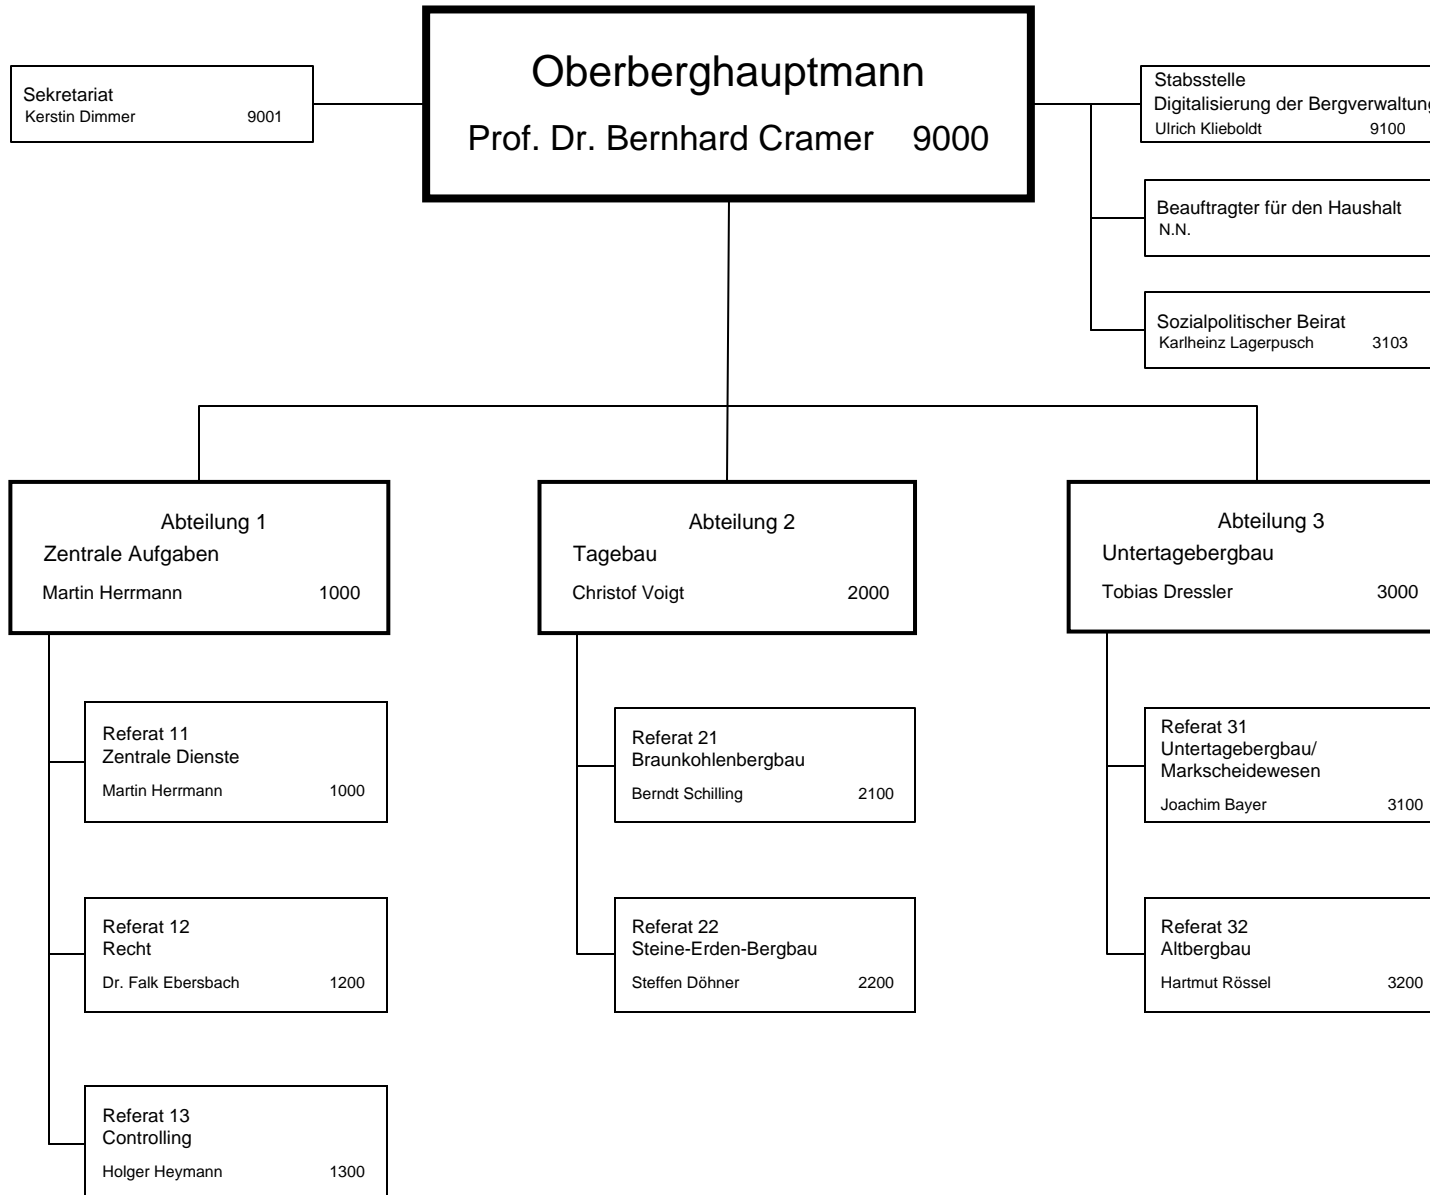 Oberberghauptmann
Prof. Dr. Bernhard Cramer 9000
Sekretariat
Kerstin Dimmer 9001
Stabsstelle
Digitalisierung der Bergverwaltung
Ulrich Klieboldt 9100
Beauftragter für den Haushalt
N.N.
Sozialpolitischer Beirat
Karlheinz Lagerpusch 3103
Abteilung 1
Zentrale Aufgaben
Martin Herrmann 1000
Referat 11
Zentrale Dienste
Martin Herrmann 1000
Referat 12
Recht
Dr. Falk Ebersbach 1200
Referat 13
Controlling
Holger Heymann 1300
Abteilung 2
Tagebau
Christof Voigt 2000
Referat 21
Braunkohlenbergbau
Berndt Schilling 2100
Referat 22
Steine-Erden-Bergbau
Steffen Döhner 2200
Abteilung 3
Untertagebergbau
Tobias Dressler 3000
Referat 31
Untertagebergbau/
Markscheidewesen
Joachim Bayer 3100
Referat 32
Altbergbau
Hartmut Rössel 3200